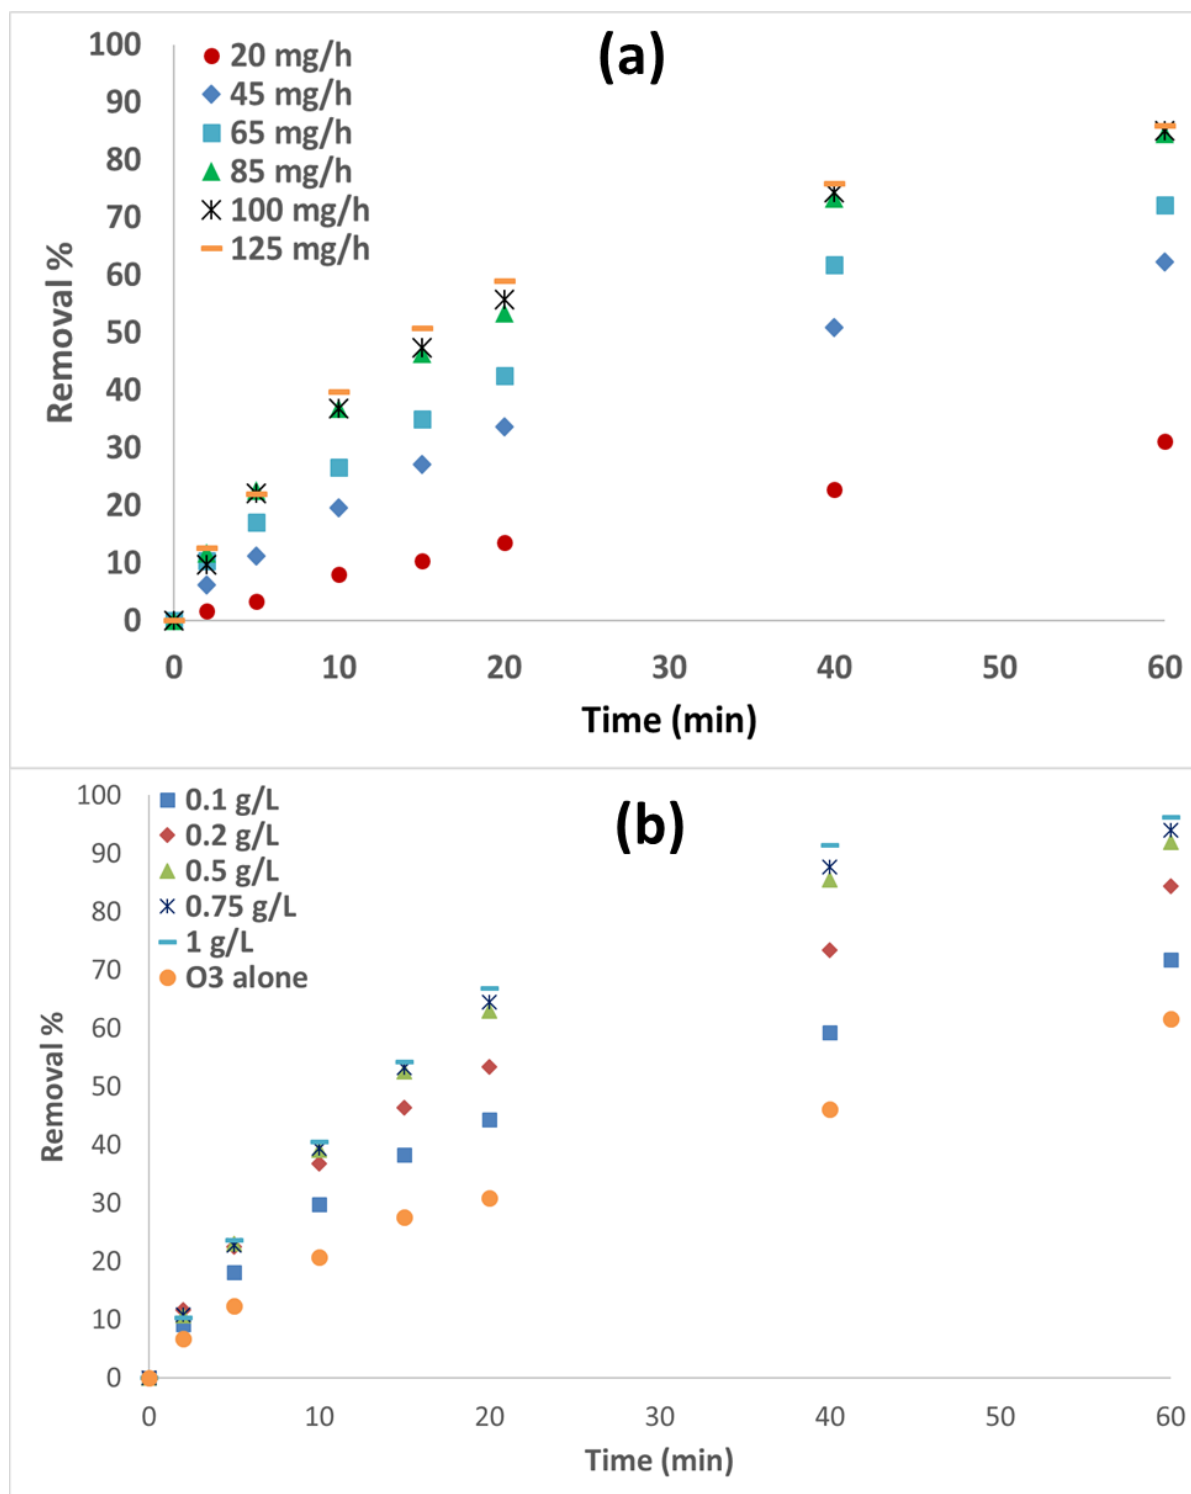 (a)
20 mg/h
45 mg/h
65 mg/h
85 mg/h
100 mg/h
125 mg/h
Removal %
100
90
80
70
60
50
40
30
20
10
0
0 10 20 30 40 50 60
Time (min)
(b)
0.1 g/L
0.2 g/L
0.5 g/L
0.75 g/L
1 g/L
O3 alone
Removal %
100
90
80
70
60
50
40
30
20
10
0
0 10 20 30 40 50 60
Time (min)